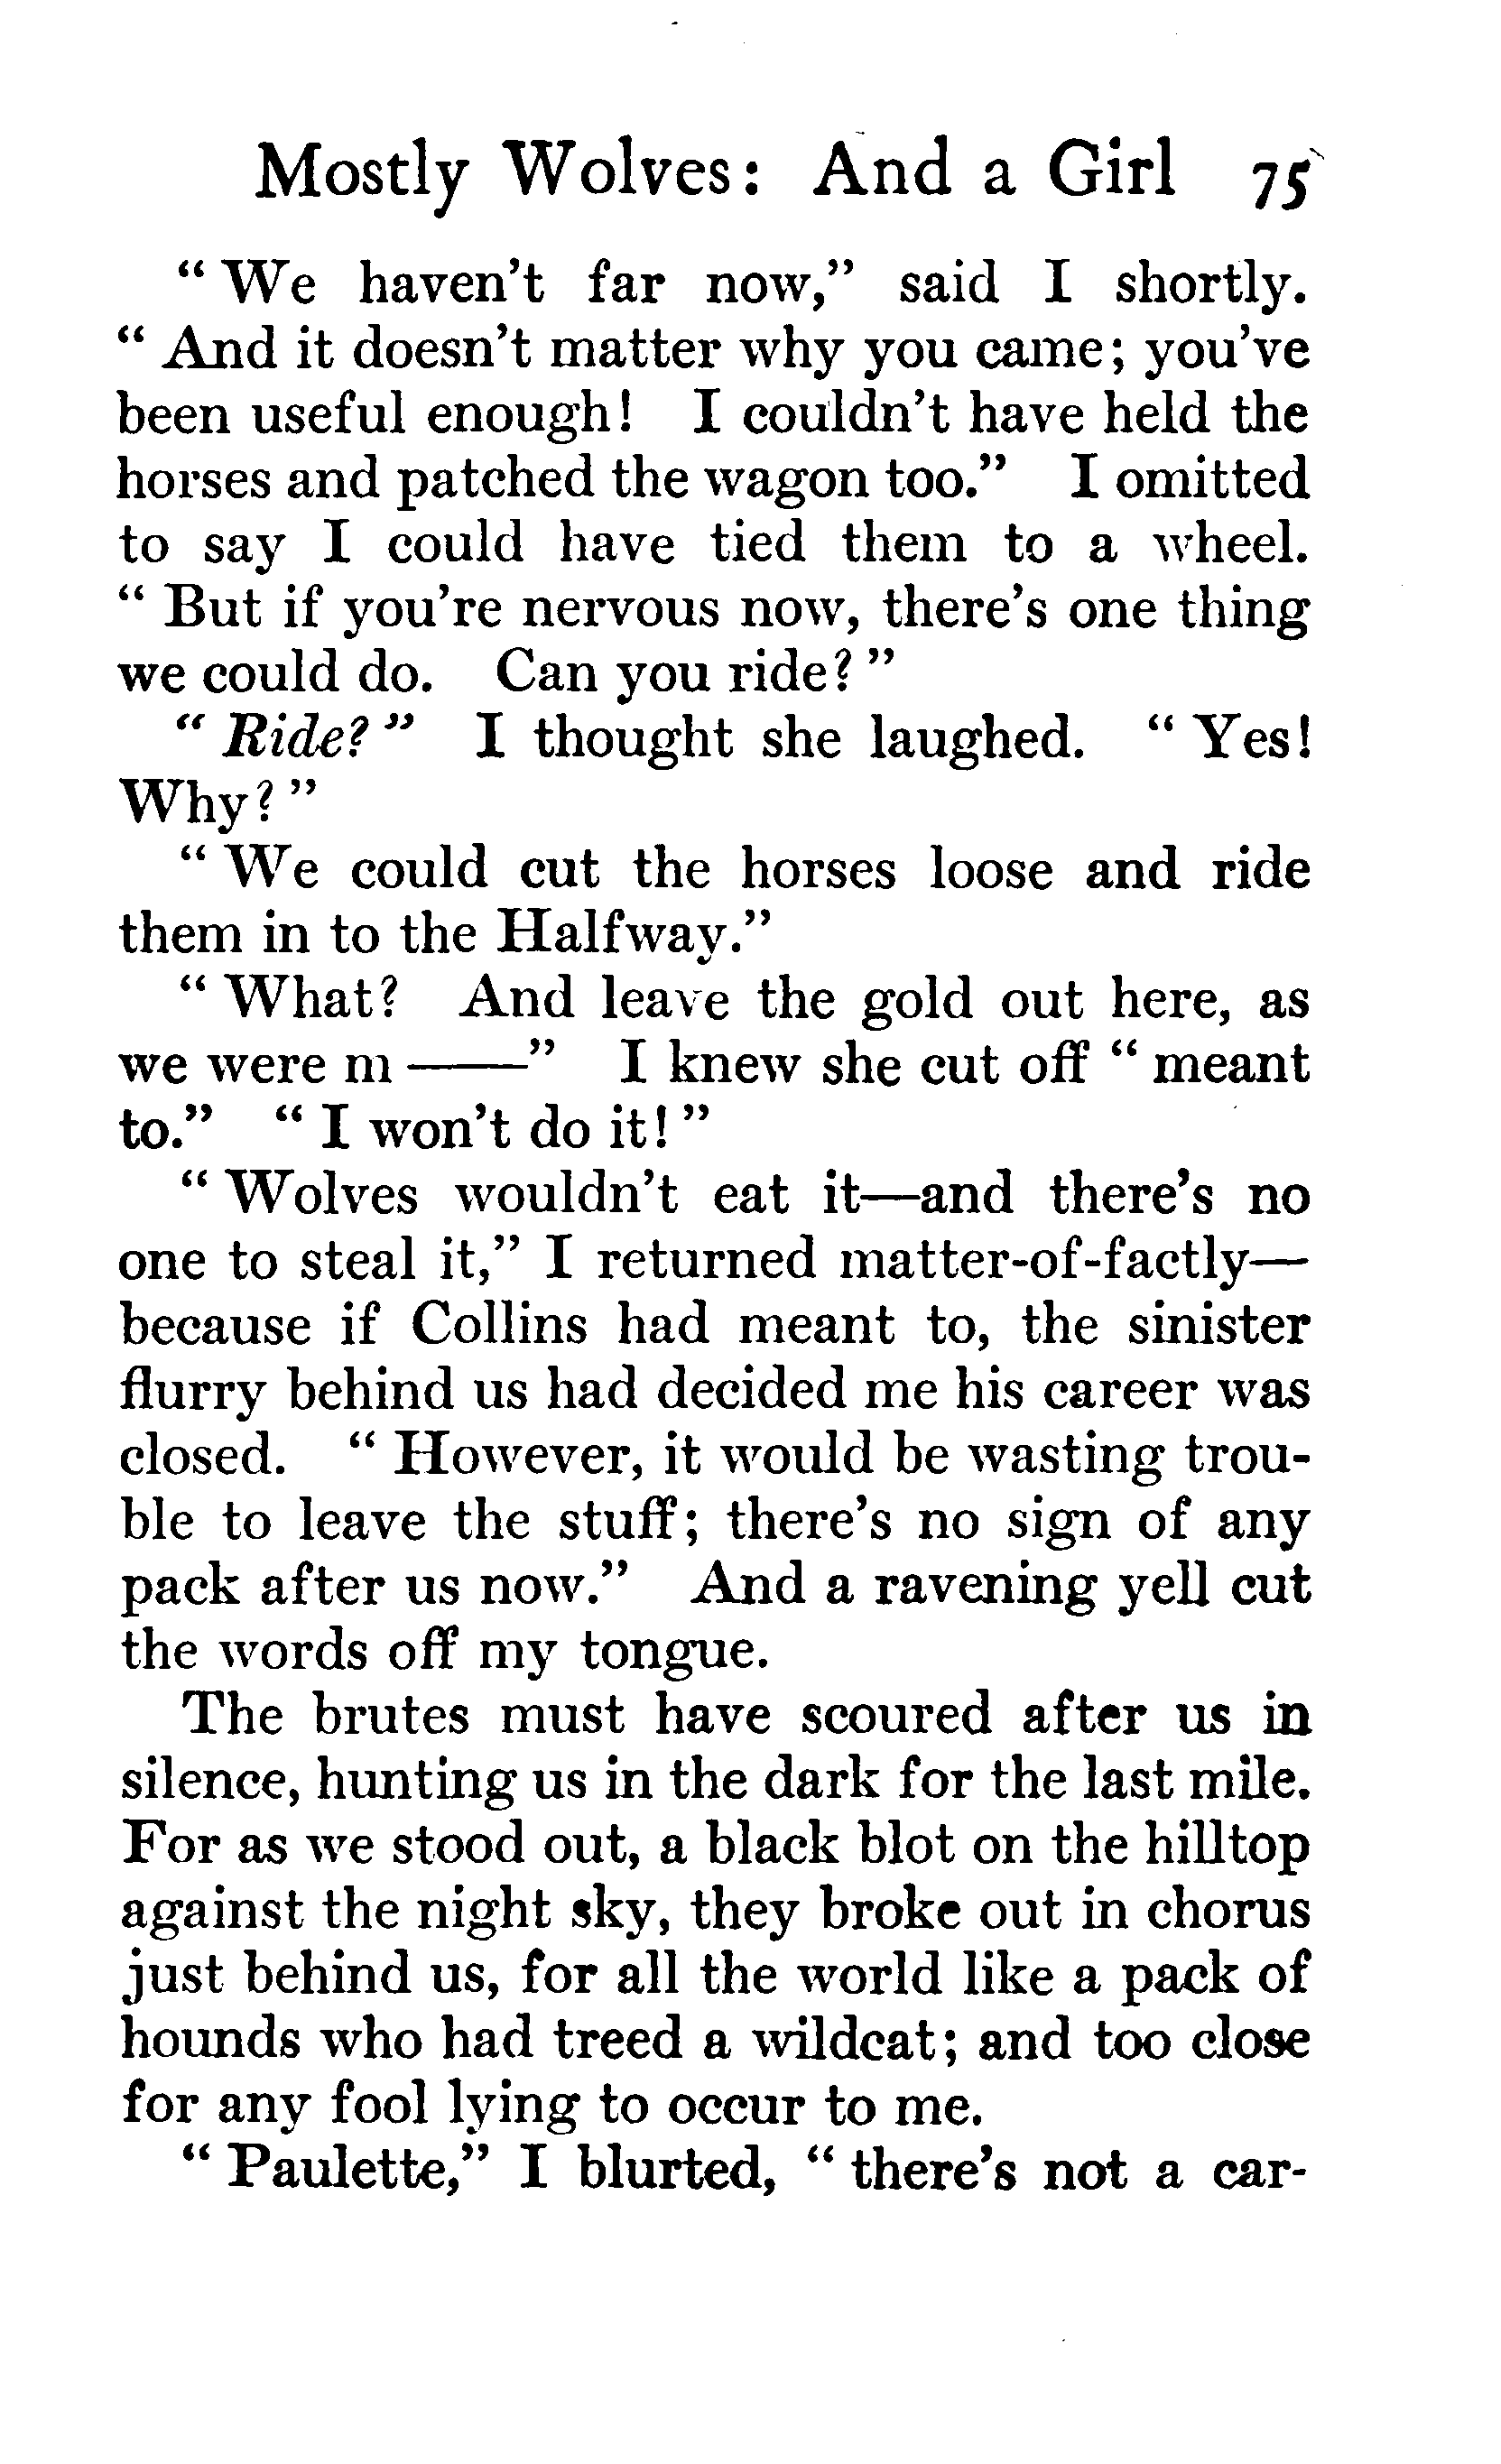 Mostly Wolves: And a Girl 75
" We haven't far now," said I shortly.
" And it doesn't matter why you came; you've
been useful enough! I couldn't have held the
horses and patched the wagon too." I omitted
to say I could have tied them to a wheel.
" But if you're nervous now, there's one thing
we could do. Can you ride? "
" Ride? " I thought she laughed. " Yes!
Why? "
" We could cut the horses loose and ride
them in to the Halfway."
" What? And leave the gold out here, as
we were m ——" I knew she cut off " meant
to." " I won't do it! "
" Wolves wouldn't eat it—and there's no
one to steal it," I returned matter-of-factly—
because if Collins had meant to, the sinister
flurry behind us had decided me his career was
closed. " However, it would be wasting trou-
ble to leave the stuff; there's no sign of any
pack after us now." And a ravening yell cut
the words off my tongue.
The brutes must have scoured after us in
silence, hunting us in the dark for the last mile.
For as we stood out, a black blot on the hilltop
against the night sky, they broke out in chorus
just behind us, for all the world like a pack of
hounds who had treed a wildcat; and too close
for any fool lying to occur to me.
" Paulette," I blurted, " there's not a car-